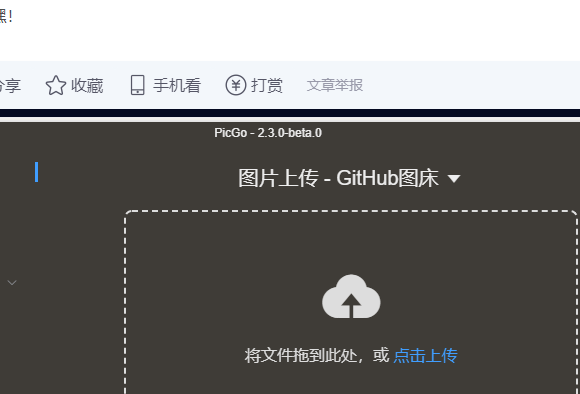 黑!
分享 收藏 手机看 打赏 文章举报
PicGo - 2.3.0-beta.0
图片上传 - GitHub图床
将文件拖到此处，或 点击上传